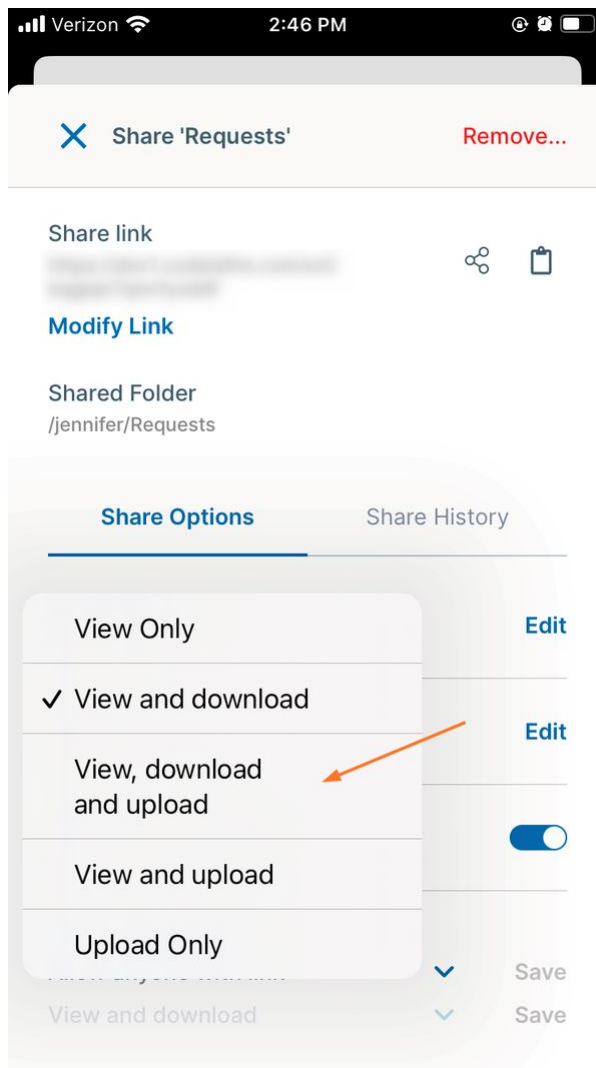 Verizon 2:46 PM
Share 'Requests' Remove...
Share link
Modify Link
Shared Folder
/jennifer/Requests
Share Options Share History
View Only
Edit
✓ View and download
View, download
and upload
Edit
View and upload
Upload Only
Save
View and download Save